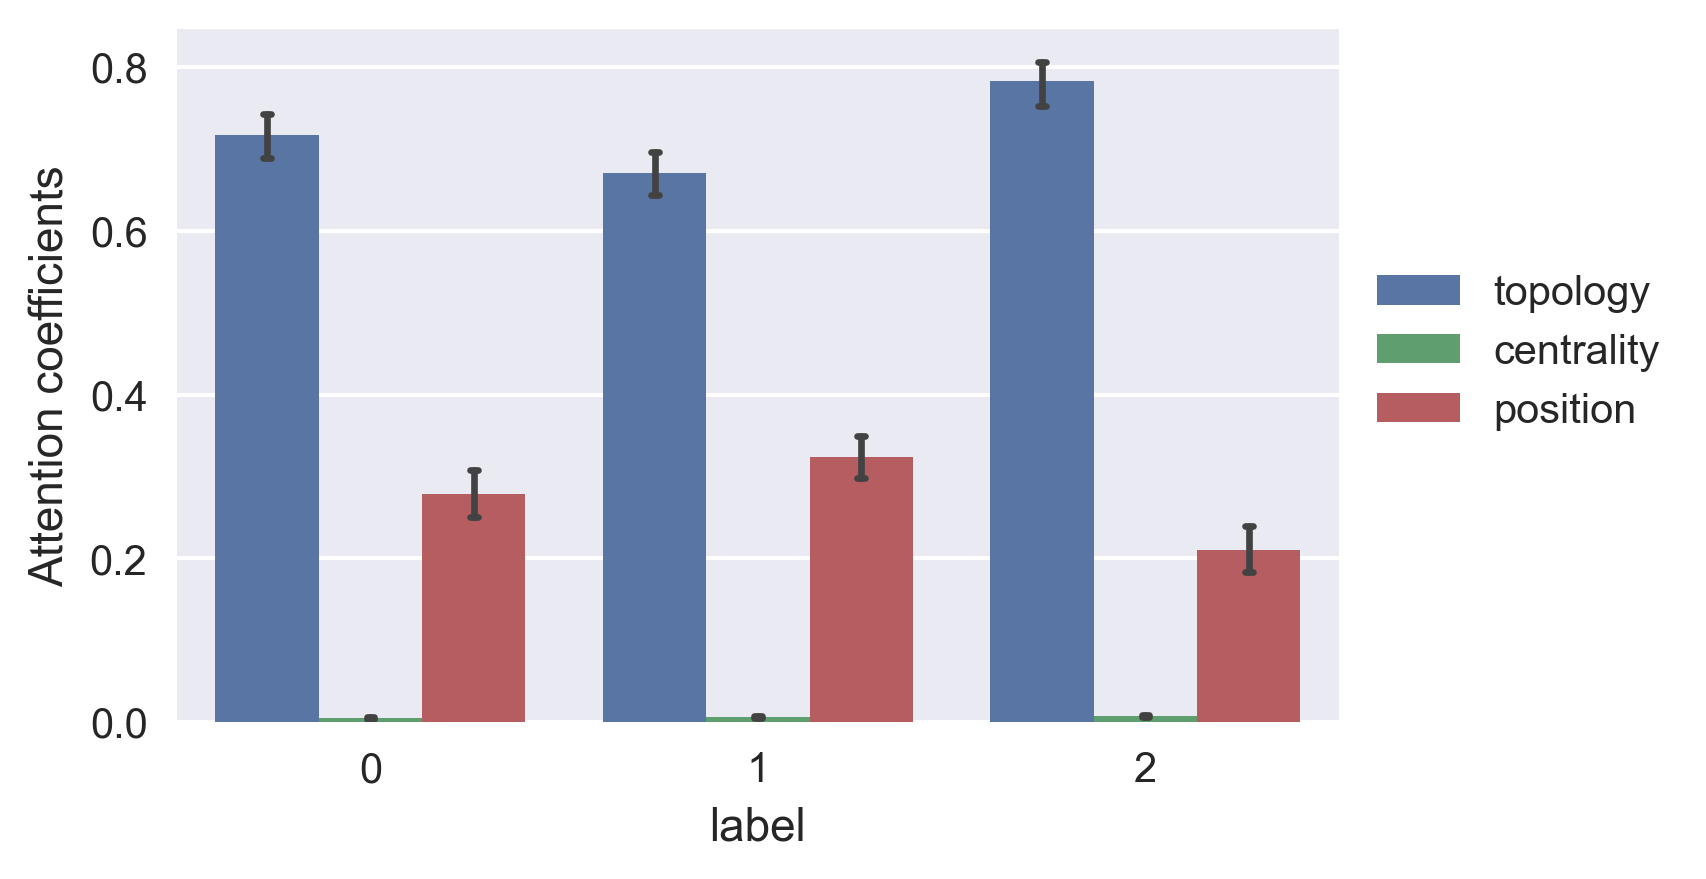 Attention coefficients
0.8
0.6
0.4
0.2
0.0
0 1 2
label
topology
centrality
position